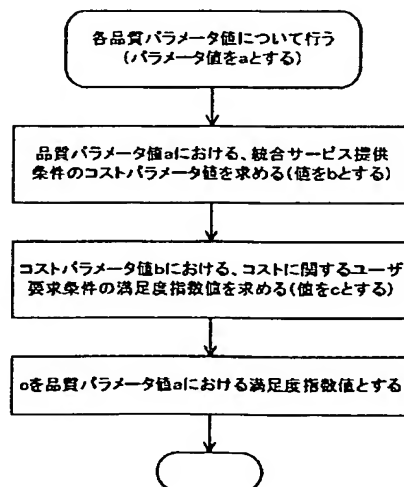 各品質パラメータ値について行う
(パラメータ値をaとする)
品質パラメータ値aにおける、統合サービス提供
条件のコストパラメータ値を求める(値をbとする)
コストパラメータ値bにおける、コストに関するユーザ
要求条件の満足度指数値を求める(値をcとする)
cを品質パラメータ値aにおける満足度指数値とする